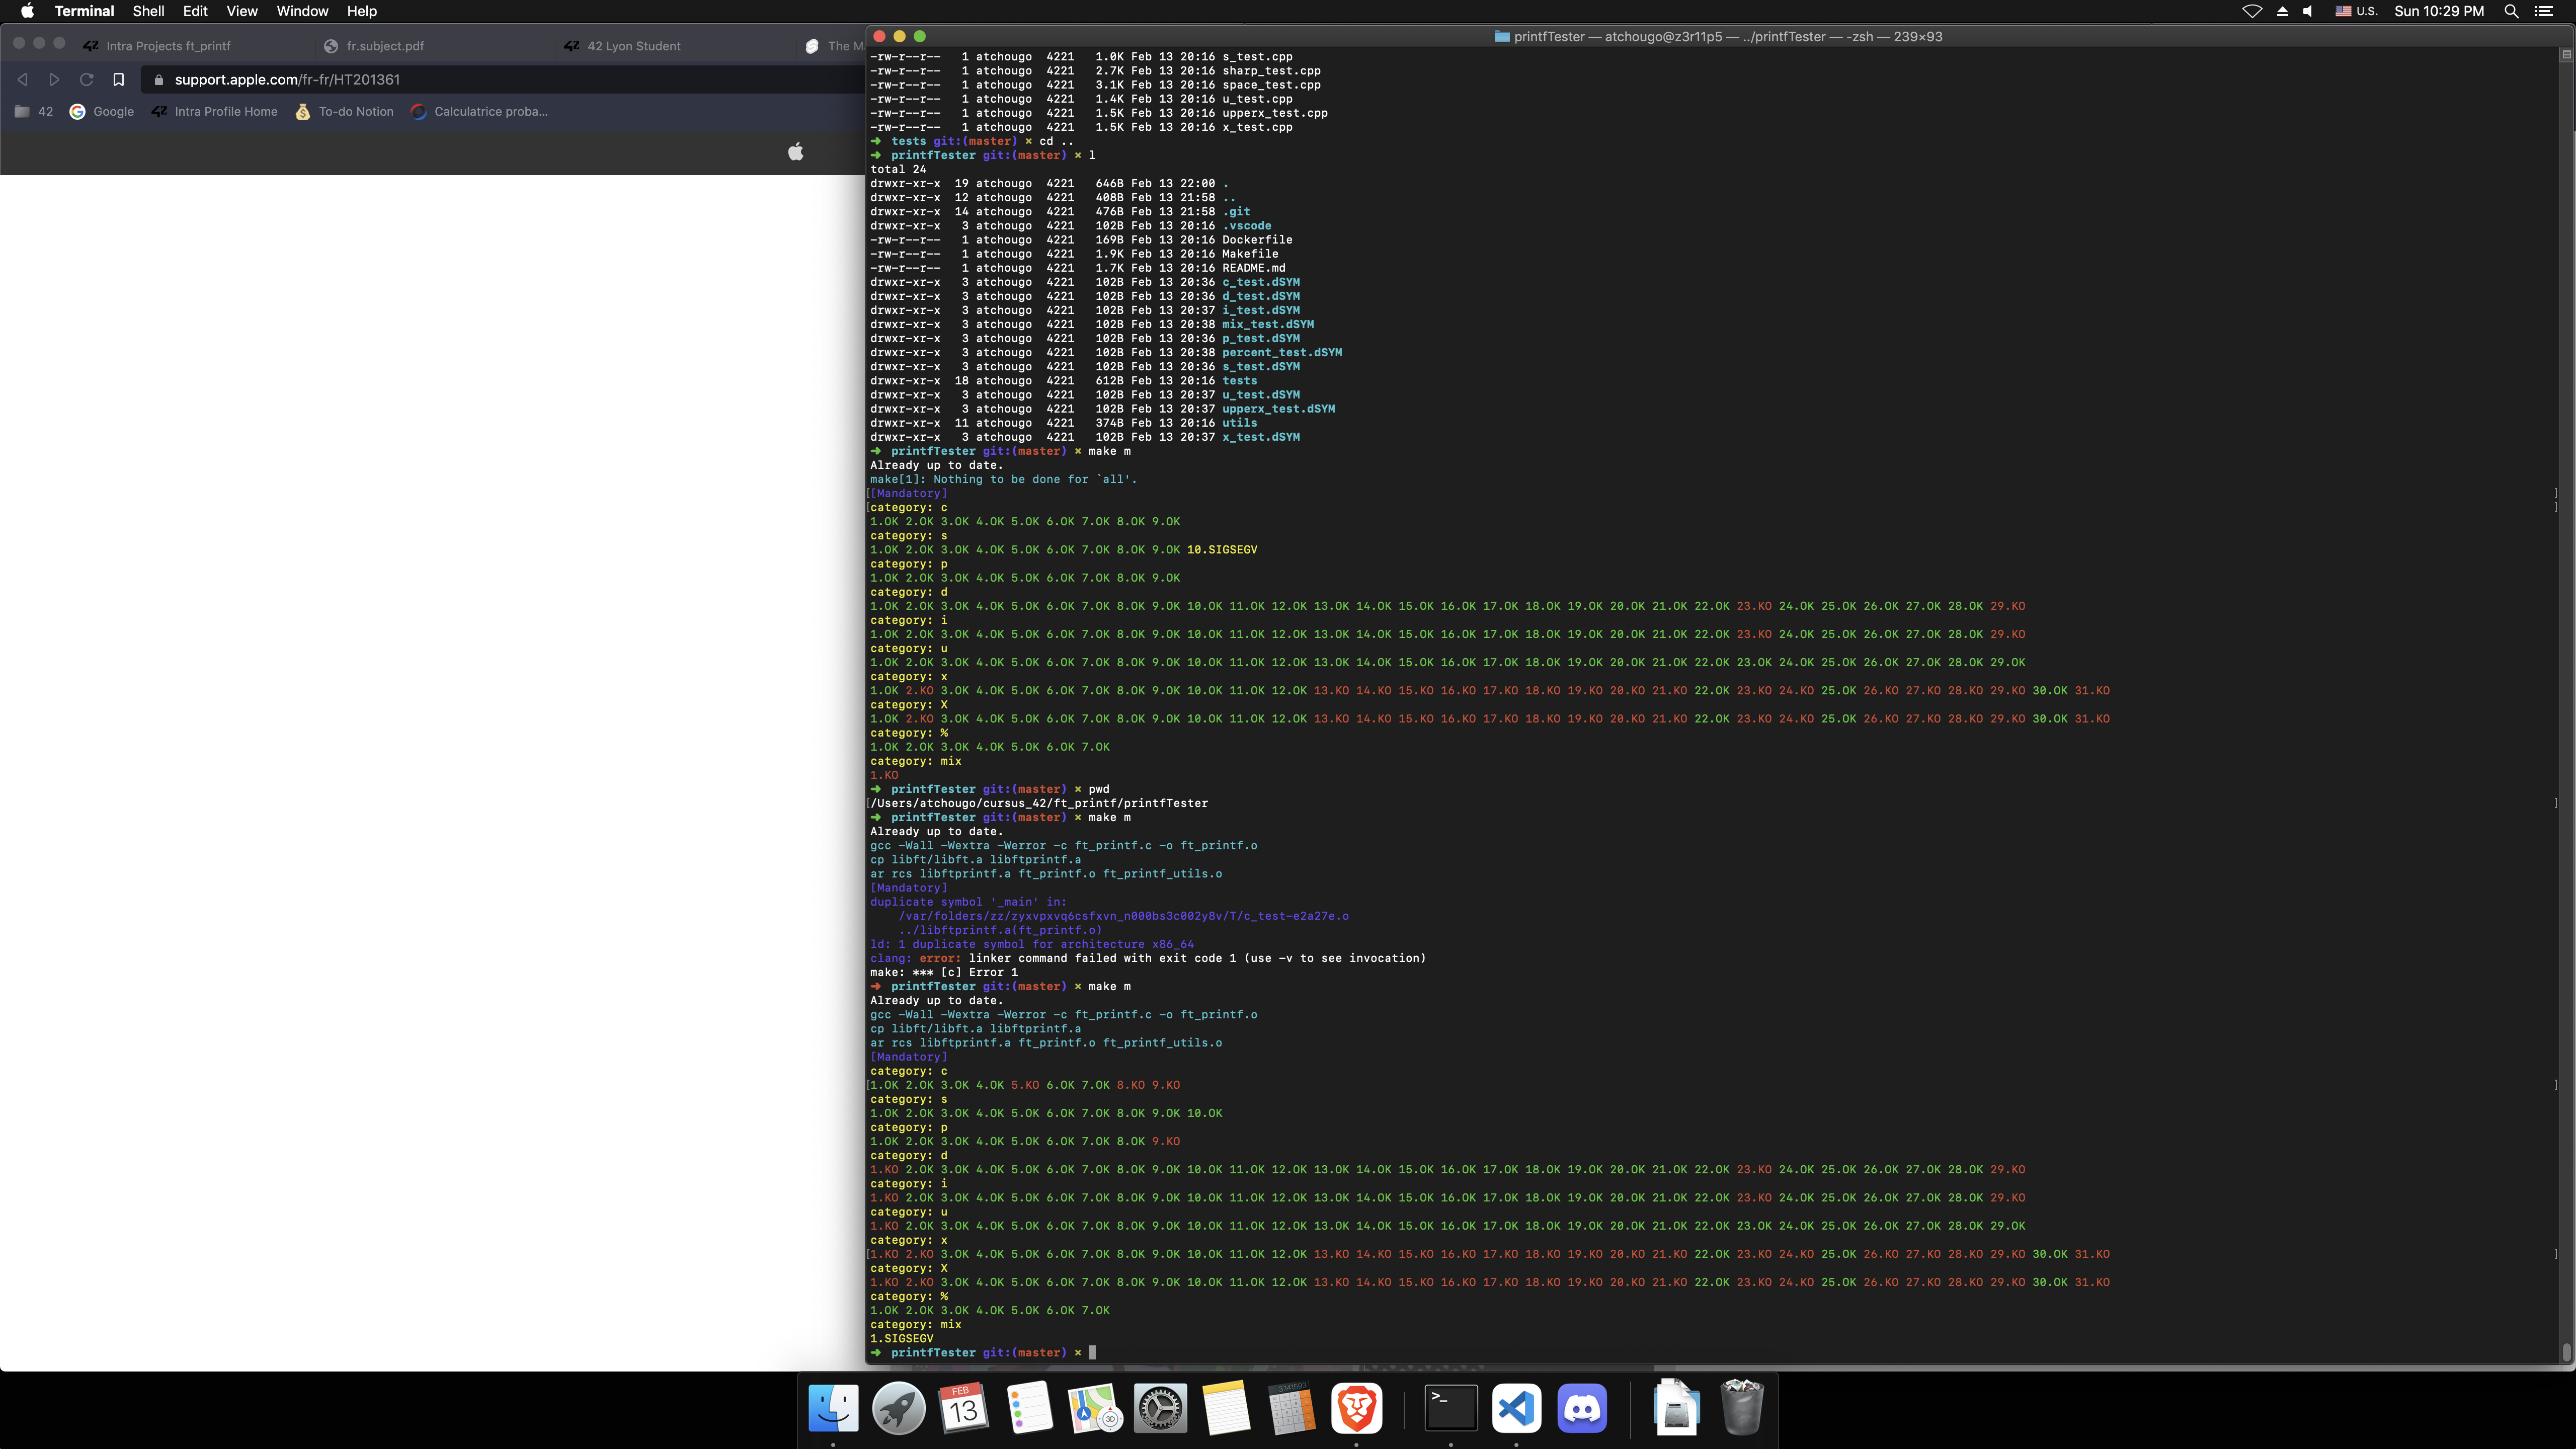 Terminal Shell Edit View Window Help U.S. Sun 10:29 PM
Intra Projects ft_printf fr.subject.pdf 42 Lyon Student The M
support.apple.com/fr-fr/HT201361
42 Google Intra Profile Home To-do Notion Calculatrice proba...
printfTester — atchougo@z3r11p5 — ../printfTester — -zsh — 239×93
-rw-r--r-- 1 atchougo 4221 1.0K Feb 13 20:16 s_test.cpp
-rw-r--r-- 1 atchougo 4221 2.7K Feb 13 20:16 sharp_test.cpp
-rw-r--r-- 1 atchougo 4221 3.1K Feb 13 20:16 space_test.cpp
-rw-r--r-- 1 atchougo 4221 1.4K Feb 13 20:16 u_test.cpp
-rw-r--r-- 1 atchougo 4221 1.5K Feb 13 20:16 upperx_test.cpp
-rw-r--r-- 1 atchougo 4221 1.5K Feb 13 20:16 x_test.cpp
➜ tests git:(master) ✗ cd ..
➜ printfTester git:(master) ✗ l
total 24
drwxr-xr-x 19 atchougo 4221 646B Feb 13 22:00 .
drwxr-xr-x 12 atchougo 4221 408B Feb 13 21:58 ..
drwxr-xr-x 14 atchougo 4221 476B Feb 13 21:58 .git
drwxr-xr-x 3 atchougo 4221 102B Feb 13 20:16 .vscode
-rw-r--r-- 1 atchougo 4221 169B Feb 13 20:16 Dockerfile
-rw-r--r-- 1 atchougo 4221 1.9K Feb 13 20:16 Makefile
-rw-r--r-- 1 atchougo 4221 1.7K Feb 13 20:16 README.md
drwxr-xr-x 3 atchougo 4221 102B Feb 13 20:36 c_test.dSYM
drwxr-xr-x 3 atchougo 4221 102B Feb 13 20:36 d_test.dSYM
drwxr-xr-x 3 atchougo 4221 102B Feb 13 20:37 i_test.dSYM
drwxr-xr-x 3 atchougo 4221 102B Feb 13 20:38 mix_test.dSYM
drwxr-xr-x 3 atchougo 4221 102B Feb 13 20:36 p_test.dSYM
drwxr-xr-x 3 atchougo 4221 102B Feb 13 20:38 percent_test.dSYM
drwxr-xr-x 3 atchougo 4221 102B Feb 13 20:36 s_test.dSYM
drwxr-xr-x 18 atchougo 4221 612B Feb 13 20:16 tests
drwxr-xr-x 3 atchougo 4221 102B Feb 13 20:37 u_test.dSYM
drwxr-xr-x 3 atchougo 4221 102B Feb 13 20:37 upperx_test.dSYM
drwxr-xr-x 11 atchougo 4221 374B Feb 13 20:16 utils
drwxr-xr-x 3 atchougo 4221 102B Feb 13 20:37 x_test.dSYM
➜ printfTester git:(master) ✗ make m
Already up to date.
make[1]: Nothing to be done for `all'.
[[Mandatory] ]
[category: c ]
1.OK 2.OK 3.OK 4.OK 5.OK 6.OK 7.OK 8.OK 9.OK
category: s
1.OK 2.OK 3.OK 4.OK 5.OK 6.OK 7.OK 8.OK 9.OK 10.SIGSEGV
category: p
1.OK 2.OK 3.OK 4.OK 5.OK 6.OK 7.OK 8.OK 9.OK
category: d
1.OK 2.OK 3.OK 4.OK 5.OK 6.OK 7.OK 8.OK 9.OK 10.OK 11.OK 12.OK 13.OK 14.OK 15.OK 16.OK 17.OK 18.OK 19.OK 20.OK 21.OK 22.OK 23.KO 24.OK 25.OK 26.OK 27.OK 28.OK 29.KO
category: i
1.OK 2.OK 3.OK 4.OK 5.OK 6.OK 7.OK 8.OK 9.OK 10.OK 11.OK 12.OK 13.OK 14.OK 15.OK 16.OK 17.OK 18.OK 19.OK 20.OK 21.OK 22.OK 23.KO 24.OK 25.OK 26.OK 27.OK 28.OK 29.KO
category: u
1.OK 2.OK 3.OK 4.OK 5.OK 6.OK 7.OK 8.OK 9.OK 10.OK 11.OK 12.OK 13.OK 14.OK 15.OK 16.OK 17.OK 18.OK 19.OK 20.OK 21.OK 22.OK 23.OK 24.OK 25.OK 26.OK 27.OK 28.OK 29.OK
category: x
1.OK 2.KO 3.OK 4.OK 5.OK 6.OK 7.OK 8.OK 9.OK 10.OK 11.OK 12.OK 13.KO 14.KO 15.KO 16.KO 17.KO 18.KO 19.KO 20.KO 21.KO 22.OK 23.KO 24.KO 25.OK 26.KO 27.KO 28.KO 29.KO 30.OK 31.KO
category: X
1.OK 2.KO 3.OK 4.OK 5.OK 6.OK 7.OK 8.OK 9.OK 10.OK 11.OK 12.OK 13.KO 14.KO 15.KO 16.KO 17.KO 18.KO 19.KO 20.KO 21.KO 22.OK 23.KO 24.KO 25.OK 26.KO 27.KO 28.KO 29.KO 30.OK 31.KO
category: %
1.OK 2.OK 3.OK 4.OK 5.OK 6.OK 7.OK
category: mix
1.KO
➜ printfTester git:(master) ✗ pwd
[/Users/atchougo/cursus_42/ft_printf/printfTester ]
➜ printfTester git:(master) ✗ make m
Already up to date.
gcc -Wall -Wextra -Werror -c ft_printf.c -o ft_printf.o
cp libft/libft.a libftprintf.a
ar rcs libftprintf.a ft_printf.o ft_printf_utils.o
[Mandatory]
duplicate symbol '_main' in:
/var/folders/zz/zyxvpxvq6csfxvn_n000bs3c002y8v/T/c_test-e2a27e.o
../libftprintf.a(ft_printf.o)
ld: 1 duplicate symbol for architecture x86_64
clang: error: linker command failed with exit code 1 (use -v to see invocation)
make: *** [c] Error 1
➜ printfTester git:(master) ✗ make m
Already up to date.
gcc -Wall -Wextra -Werror -c ft_printf.c -o ft_printf.o
cp libft/libft.a libftprintf.a
ar rcs libftprintf.a ft_printf.o ft_printf_utils.o
[Mandatory]
category: c
[1.OK 2.OK 3.OK 4.OK 5.KO 6.OK 7.OK 8.KO 9.KO ]
category: s
1.OK 2.OK 3.OK 4.OK 5.OK 6.OK 7.OK 8.OK 9.OK 10.OK
category: p
1.OK 2.OK 3.OK 4.OK 5.OK 6.OK 7.OK 8.OK 9.KO
category: d
1.KO 2.OK 3.OK 4.OK 5.OK 6.OK 7.OK 8.OK 9.OK 10.OK 11.OK 12.OK 13.OK 14.OK 15.OK 16.OK 17.OK 18.OK 19.OK 20.OK 21.OK 22.OK 23.KO 24.OK 25.OK 26.OK 27.OK 28.OK 29.KO
category: i
1.KO 2.OK 3.OK 4.OK 5.OK 6.OK 7.OK 8.OK 9.OK 10.OK 11.OK 12.OK 13.OK 14.OK 15.OK 16.OK 17.OK 18.OK 19.OK 20.OK 21.OK 22.OK 23.KO 24.OK 25.OK 26.OK 27.OK 28.OK 29.KO
category: u
1.KO 2.OK 3.OK 4.OK 5.OK 6.OK 7.OK 8.OK 9.OK 10.OK 11.OK 12.OK 13.OK 14.OK 15.OK 16.OK 17.OK 18.OK 19.OK 20.OK 21.OK 22.OK 23.OK 24.OK 25.OK 26.OK 27.OK 28.OK 29.OK
category: x
[1.KO 2.KO 3.OK 4.OK 5.OK 6.OK 7.OK 8.OK 9.OK 10.OK 11.OK 12.OK 13.KO 14.KO 15.KO 16.KO 17.KO 18.KO 19.KO 20.KO 21.KO 22.OK 23.KO 24.KO 25.OK 26.KO 27.KO 28.KO 29.KO 30.OK 31.KO ]
category: X
1.KO 2.KO 3.OK 4.OK 5.OK 6.OK 7.OK 8.OK 9.OK 10.OK 11.OK 12.OK 13.KO 14.KO 15.KO 16.KO 17.KO 18.KO 19.KO 20.KO 21.KO 22.OK 23.KO 24.KO 25.OK 26.KO 27.KO 28.KO 29.KO 30.OK 31.KO
category: %
1.OK 2.OK 3.OK 4.OK 5.OK 6.OK 7.OK
category: mix
1.SIGSEGV
➜ printfTester git:(master) ✗
FEB
13
3D
>_